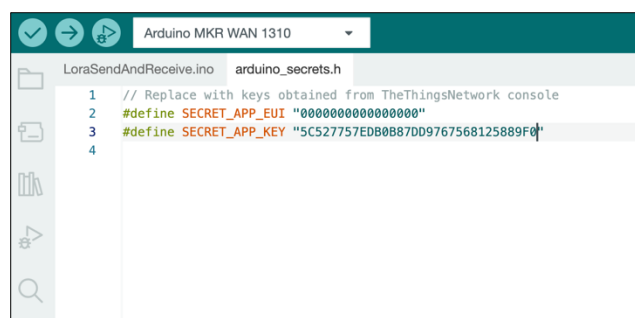 Arduino MKR WAN 1310
LoraSendAndReceive.ino arduino_secrets.h
1 // Replace with keys obtained from TheThingsNetwork console
2 #define SECRET_APP_EUI "0000000000000000"
3 #define SECRET_APP_KEY "5C527757EDB0B87DD9767568125889F0"
4